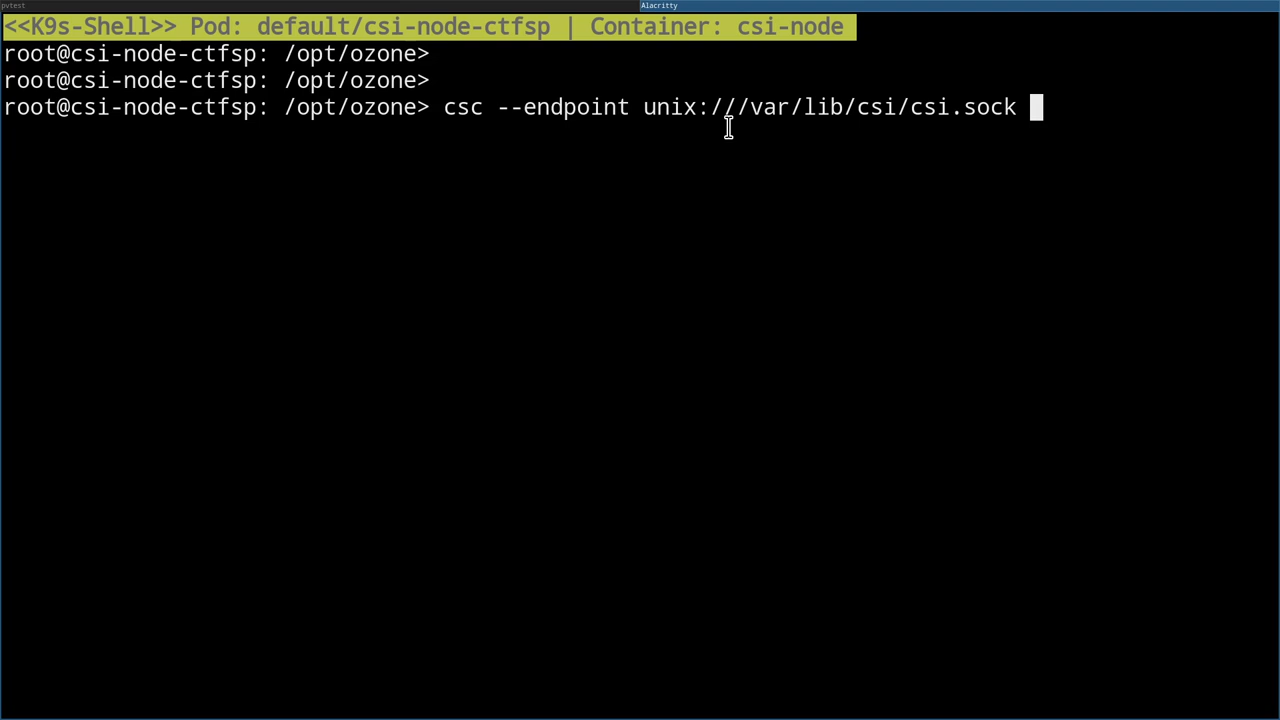 pvtest
Alacritty
<<K9s-Shell>> Pod: default/csi-node-ctfsp | Container: csi-node
root@csi-node-ctfsp: /opt/ozone>
root@csi-node-ctfsp: /opt/ozone>
root@csi-node-ctfsp: /opt/ozone> csc --endpoint unix:///var/lib/csi/csi.sock